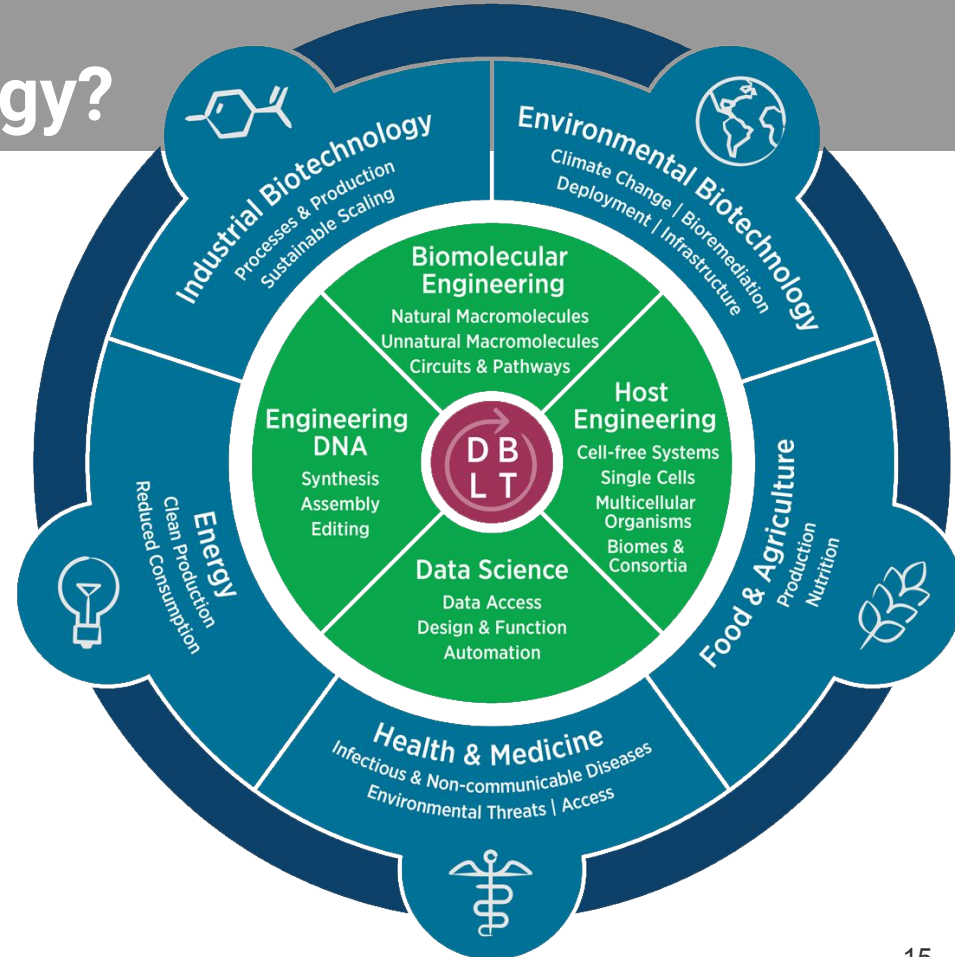 gy?
Industrial Biotechnology
Processes & Production
Sustainable Scaling
Environmental Biotechnology
Climate Change | Bioremediation
Deployment | Infrastructure
Biomolecular
Engineering
Natural Macromolecules
Unnatural Macromolecules
Circuits & Pathways
Engineering
DNA
Synthesis
Assembly
Editing
D B
L T
Host
Engineering
Cell-free Systems
Single Cells
Multicellular
Organisms
Biomes &
Consortia
Data Science
Data Access
Design & Function
Automation
Energy
Clean Production
Reduced Consumption
Food & Agriculture
Production
Nutrition
Health & Medicine
Infectious & Non-communicable Diseases
Environmental Threats | Access
15